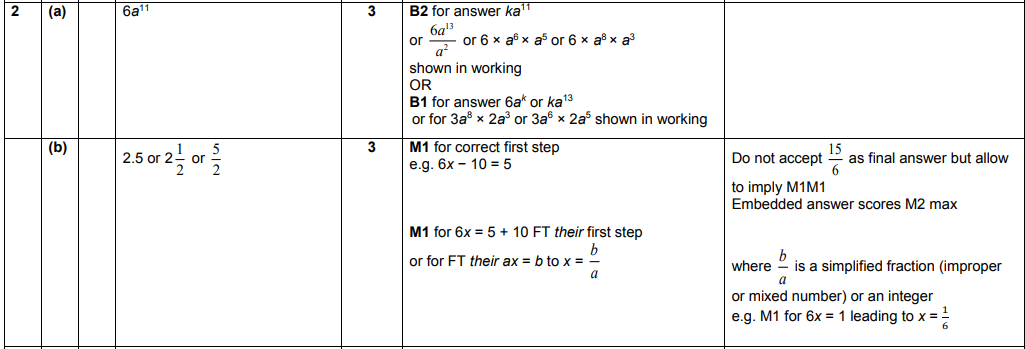 2 (a) 6a¹¹ 3 B2 for answer ka¹¹
or 6a¹³/a² or 6 × a⁶ × a⁵ or 6 × a⁸ × a³
shown in working
OR
B1 for answer 6aᵏ or ka¹³
or for 3a⁸ × 2a³ or 3a⁶ × 2a⁵ shown in working
(b) 2.5 or 2 1/2 or 5/2 3 M1 for correct first step
e.g. 6x − 10 = 5
M1 for 6x = 5 + 10 FT their first step
or for FT their ax = b to x = b/a
Do not accept 15/6 as final answer but allow
to imply M1M1
Embedded answer scores M2 max
where b/a is a simplified fraction (improper
or mixed number) or an integer
e.g. M1 for 6x = 1 leading to x = 1/6